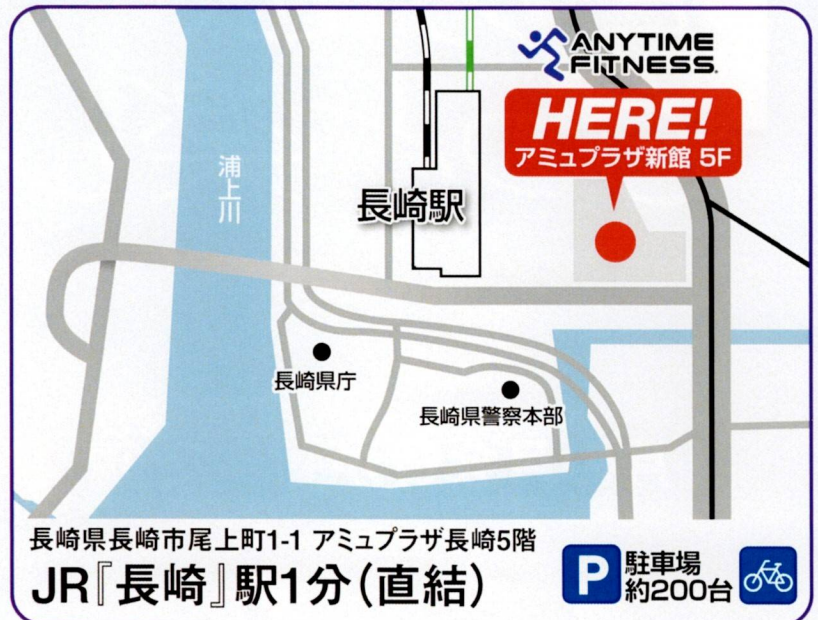 ANYTIME
FITNESS.
HERE!
アミュプラザ新館 5F
浦上川
長崎駅
長崎県庁
長崎県警察本部
長崎県長崎市尾上町1-1 アミュプラザ長崎5階
JR『長崎』駅1分(直結)
P
駐車場
約200台